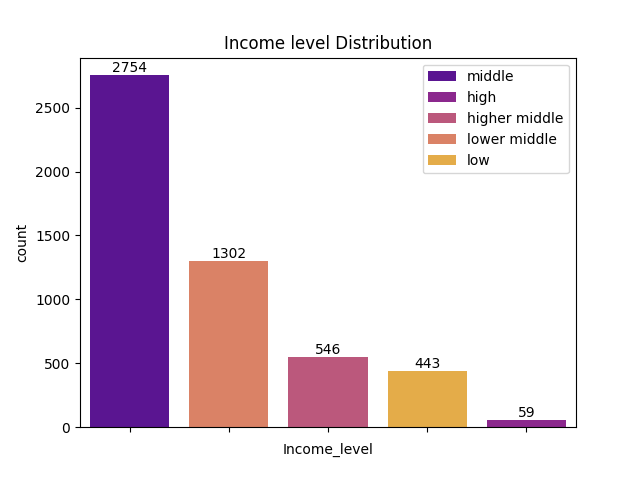 Income level Distribution
2754
middle
high
higher middle
lower middle
low
2500
2000
1500
1302
1000
546
500
443
59
0
count
Income_level